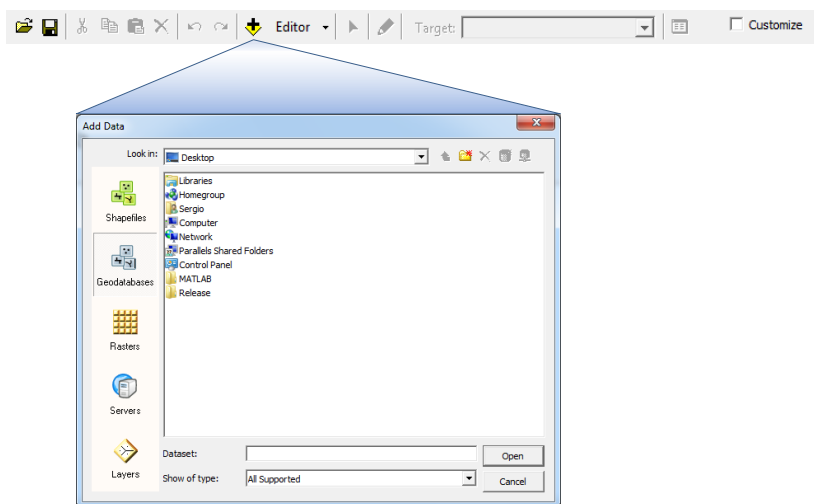 Editor Target: Customize
Add Data
Look in: Desktop
Libraries
Homegroup
Sergio
Computer
Network
Parallels Shared Folders
Control Panel
MATLAB
Release
Shapefiles
Geodatabases
Rasters
Servers
Layers
Dataset: Open
Show of type: All Supported Cancel